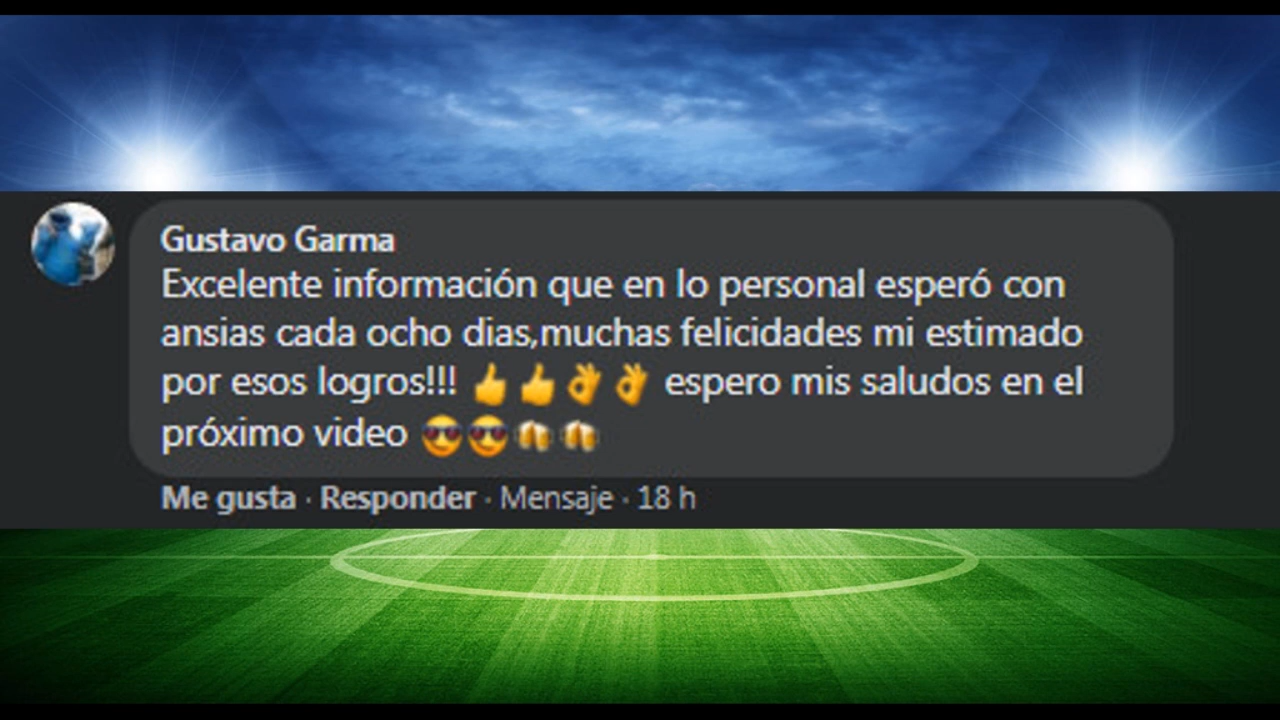 Gustavo Garma
Excelente información que en lo personal esperó con
ansias cada ocho dias,muchas felicidades mi estimado
por esos logros!!! 👍👍👌👌 espero mis saludos en el
próximo video 😎😎🍻🍻
Me gusta · Responder · Mensaje · 18 h